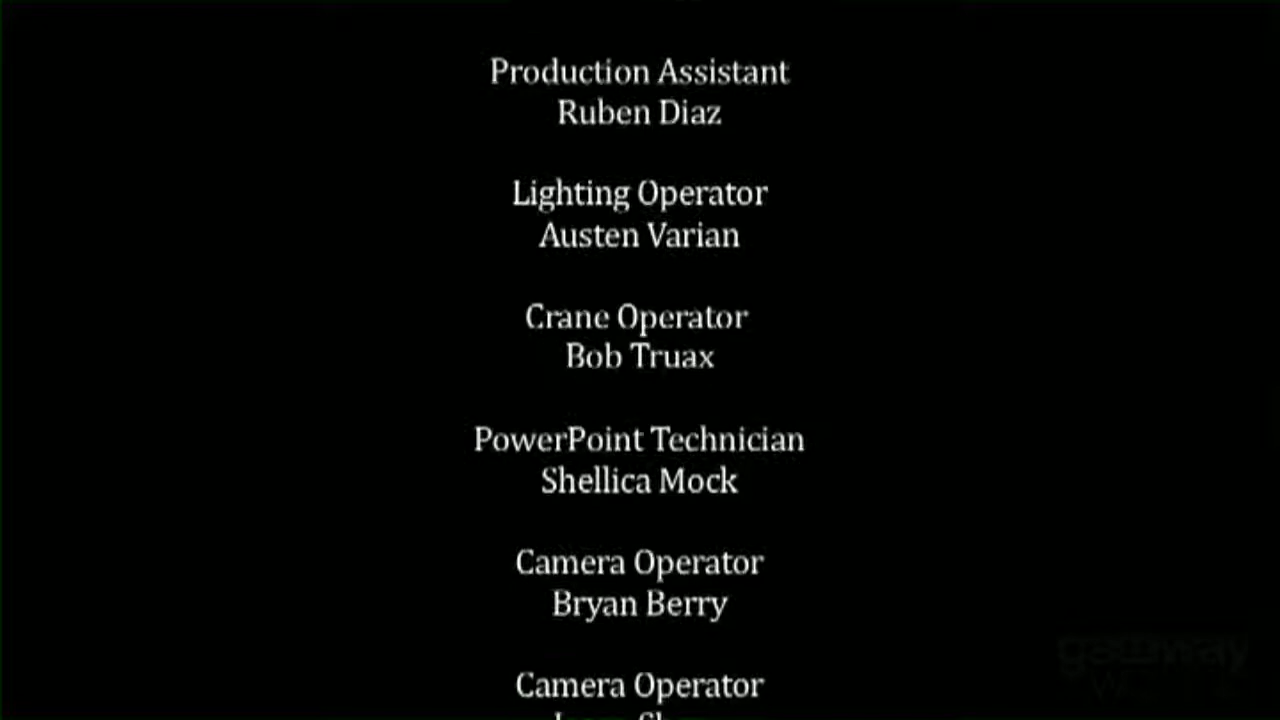 Production Assistant
Ruben Diaz
Lighting Operator
Austen Varian
Crane Operator
Bob Truax
PowerPoint Technician
Shellica Mock
Camera Operator
Bryan Berry
Camera Operator